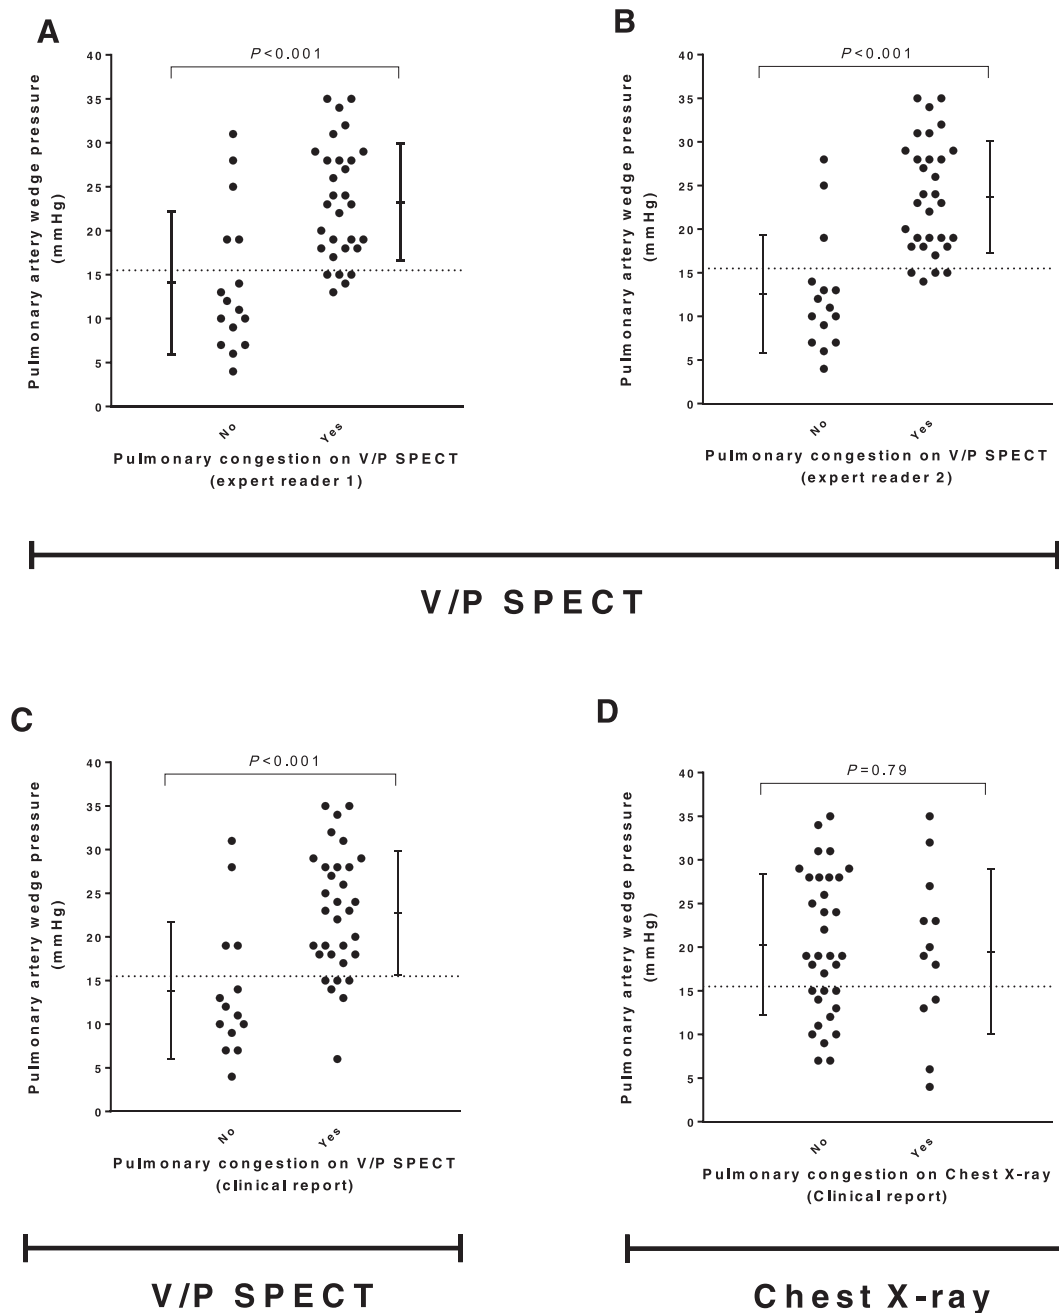 A
P<0.001
40
35
30
25
20
15
10
5
0
Pulmonary artery wedge pressure
(mmHg)
No
Yes
Pulmonary congestion on V/P SPECT
(expert reader 1)
B
P<0.001
40
35
30
25
20
15
10
5
0
Pulmonary artery wedge pressure
(mmHg)
No
Yes
Pulmonary congestion on V/P SPECT
(expert reader 2)
V/P SPECT
C
P<0.001
40
35
30
25
20
15
10
5
0
Pulmonary artery wedge pressure
(mmHg)
No
Yes
Pulmonary congestion on V/P SPECT
(clinical report)
V/P SPECT
D
P=0.79
40
35
30
25
20
15
10
5
0
Pulmonary artery wedge pressure
(mmHg)
No
Yes
Pulmonary congestion on Chest X-ray
(Clinical report)
Chest X-ray